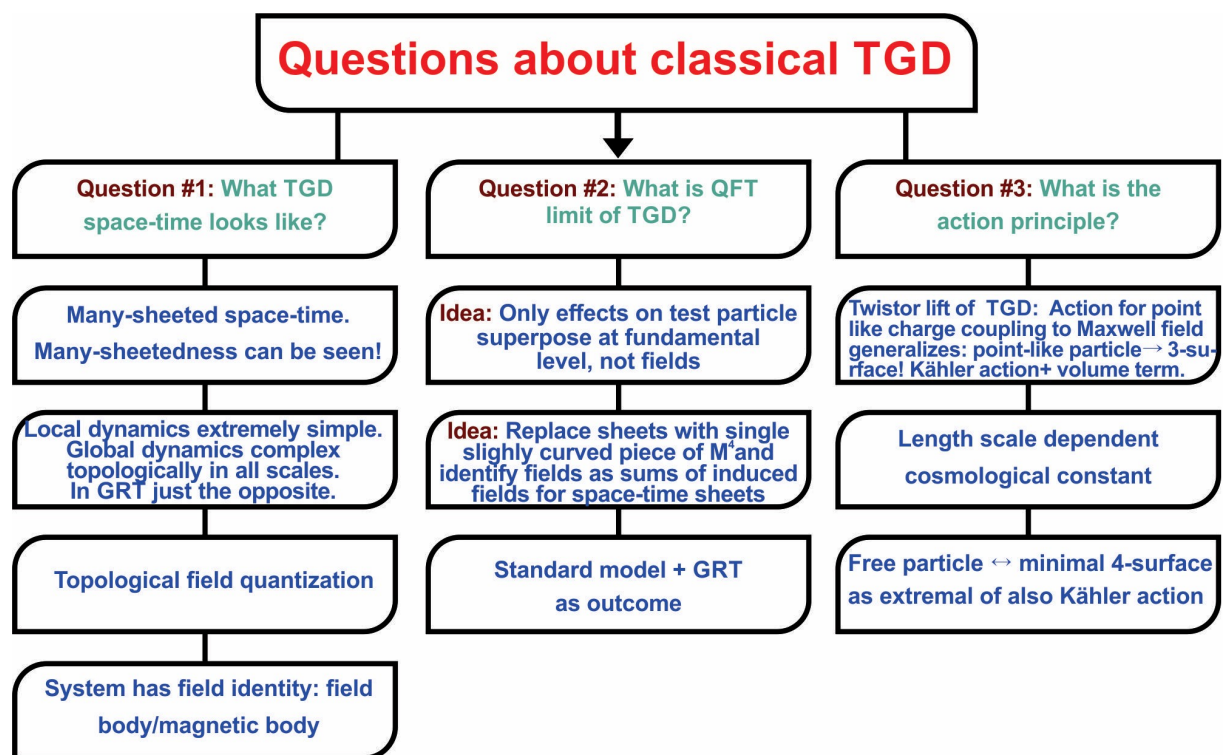 Questions about classical TGD
Question #1: What TGD
space-time looks like?
Many-sheeted space-time.
Many-sheetedness can be seen!
Local dynamics extremely simple.
Global dynamics complex
topologically in all scales.
In GRT just the opposite.
Topological field quantization
System has field identity: field
body/magnetic body
Question #2: What is QFT
limit of TGD?
Idea: Only effects on test particle
superpose at fundamental
level, not fields
Idea: Replace sheets with single
slighly curved piece of M⁴and
identify fields as sums of induced
fields for space-time sheets
Standard model + GRT
as outcome
Question #3: What is the
action principle?
Twistor lift of TGD: Action for point
like charge coupling to Maxwell field
generalizes: point-like particle→ 3-su-
rface! Kähler action+ volume term.
Length scale dependent
cosmological constant
Free particle ↔ minimal 4-surface
as extremal of also Kähler action